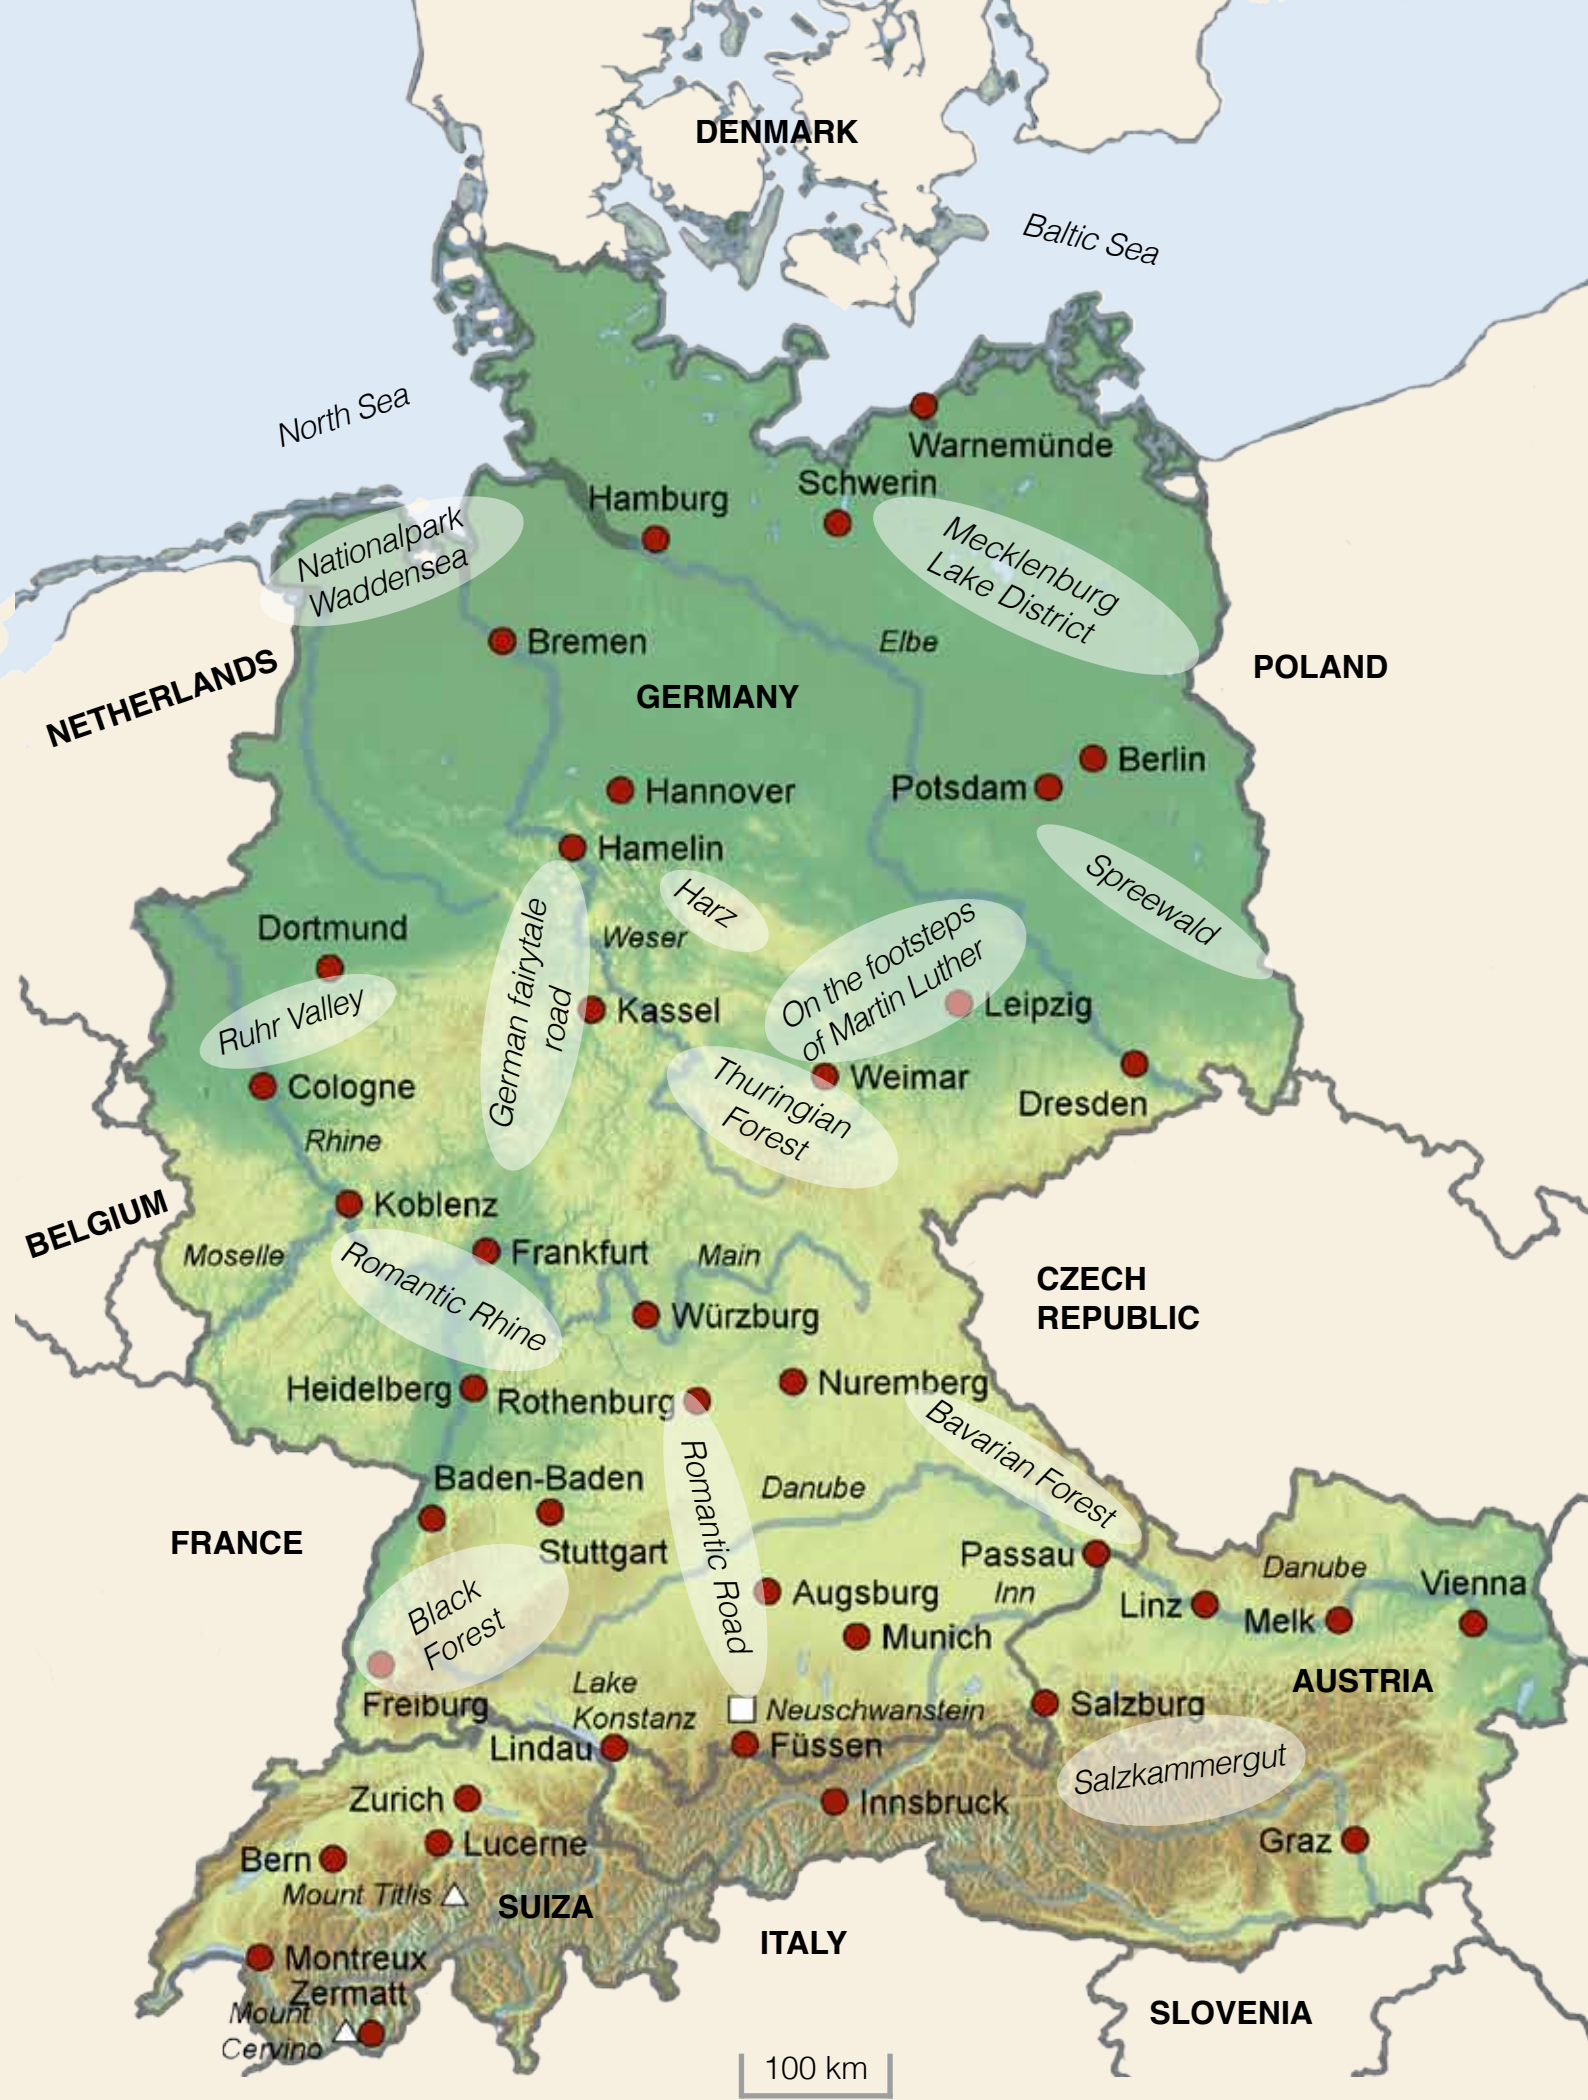 DENMARK
Baltic Sea
North Sea
Warnemünde
Schwerin
Hamburg
Nationalpark
Waddensea
Mecklenburg
Lake District
Bremen
Elbe
NETHERLANDS
GERMANY
POLAND
Berlin
Potsdam
Hannover
Hamelin
Spreewald
Harz
Dortmund
Weser
German fairytale
road
On the footsteps
of Martin Luther
Leipzig
Ruhr Valley
Kassel
Cologne
Thuringian
Forest
Weimar
Dresden
Rhine
BELGIUM
Koblenz
Moselle
Frankfurt
Main
Romantic Rhine
CZECH
REPUBLIC
Würzburg
Heidelberg
Rothenburg
Nuremberg
Bavarian Forest
Baden-Baden
Romantic Road
Danube
FRANCE
Stuttgart
Passau
Danube
Vienna
Black
Forest
Augsburg
Inn
Linz
Melk
Munich
AUSTRIA
Freiburg
Lake
Konstanz
Neuschwanstein
Salzburg
Lindau
Füssen
Salzkammergut
Zurich
Innsbruck
Lucerne
Graz
Bern
Mount Titlis
SUIZA
ITALY
Montreux
Zermatt
Mount
Cervino
SLOVENIA
100 km